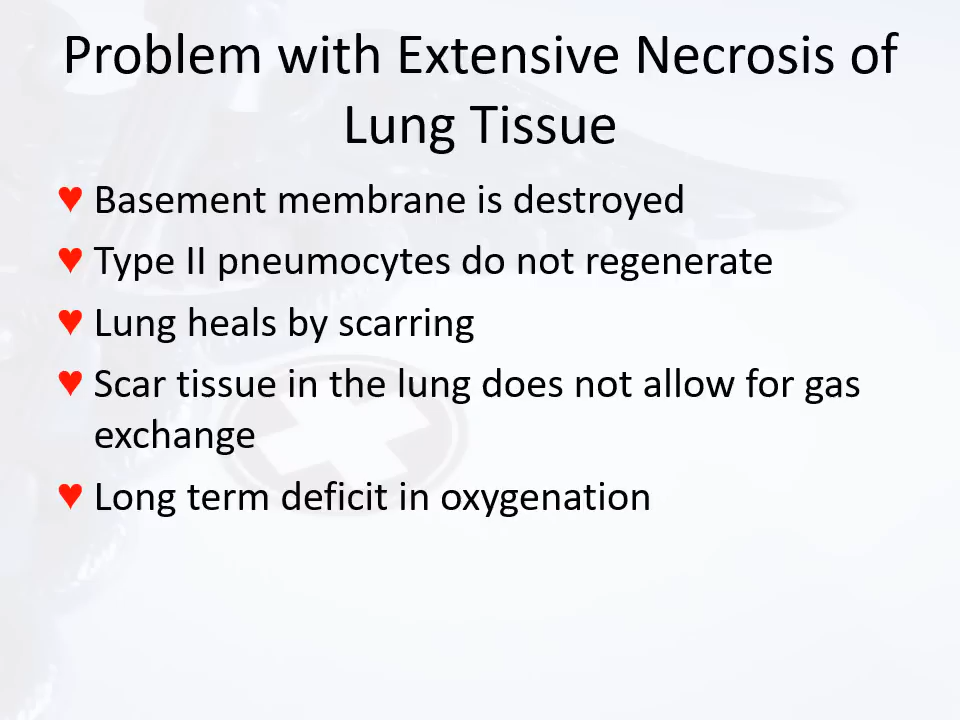 Problem with Extensive Necrosis of
Lung Tissue
♥ Basement membrane is destroyed
♥ Type II pneumocytes do not regenerate
♥ Lung heals by scarring
♥ Scar tissue in the lung does not allow for gas
exchange
♥ Long term deficit in oxygenation